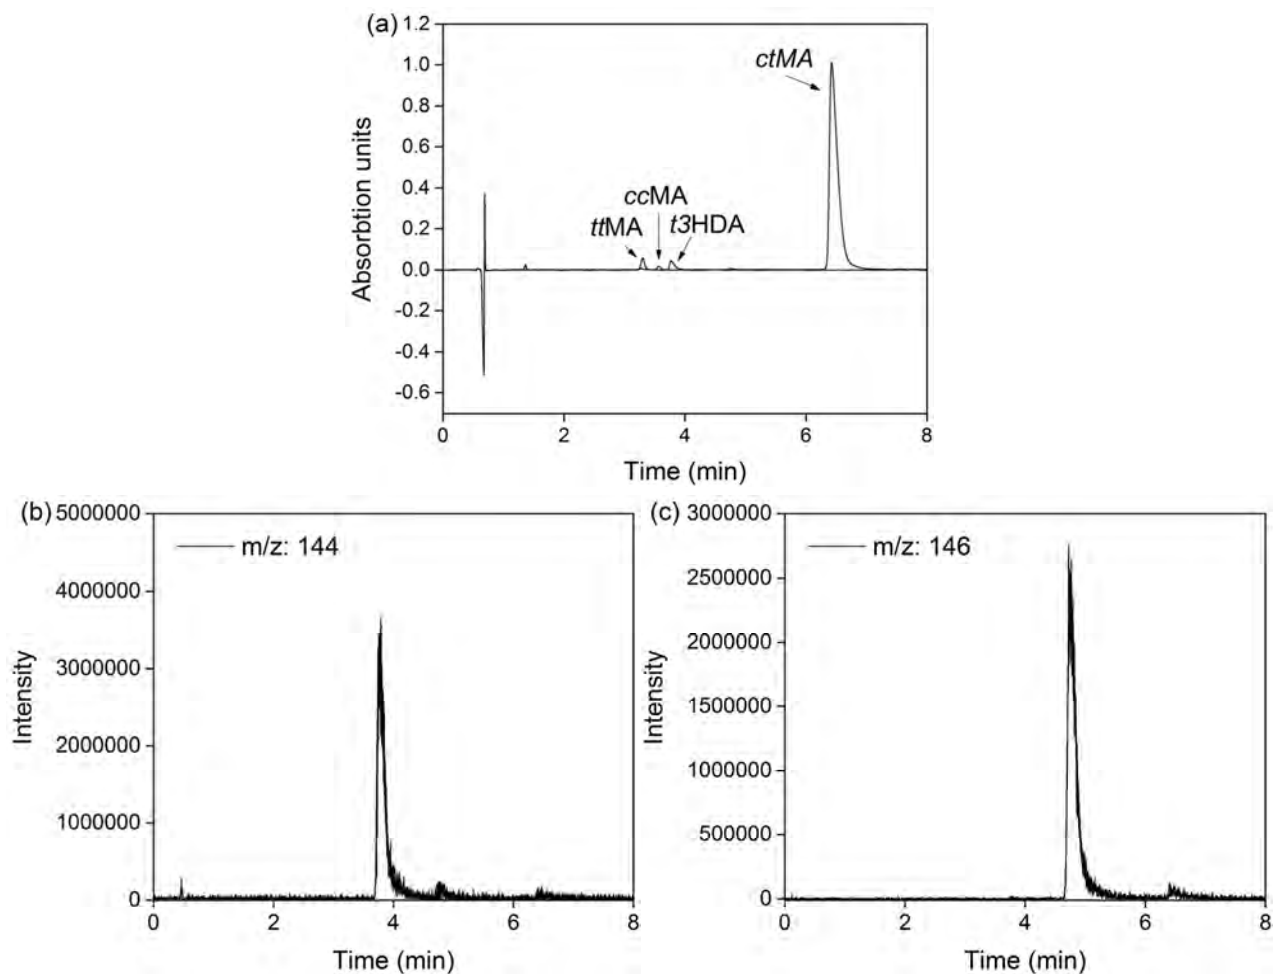 (a)
1.2
1.0
0.8
0.6
0.4
0.2
0.0
-0.2
-0.4
-0.6
Absorbtion units
ctMA
ccMA
ttMA
t3HDA
0 2 4 6 8
Time (min)
(b)
5000000
4000000
3000000
2000000
1000000
0
Intensity
m/z: 144
0 2 4 6 8
Time (min)
(c)
3000000
2500000
2000000
1500000
1000000
500000
0
Intensity
m/z: 146
0 2 4 6 8
Time (min)